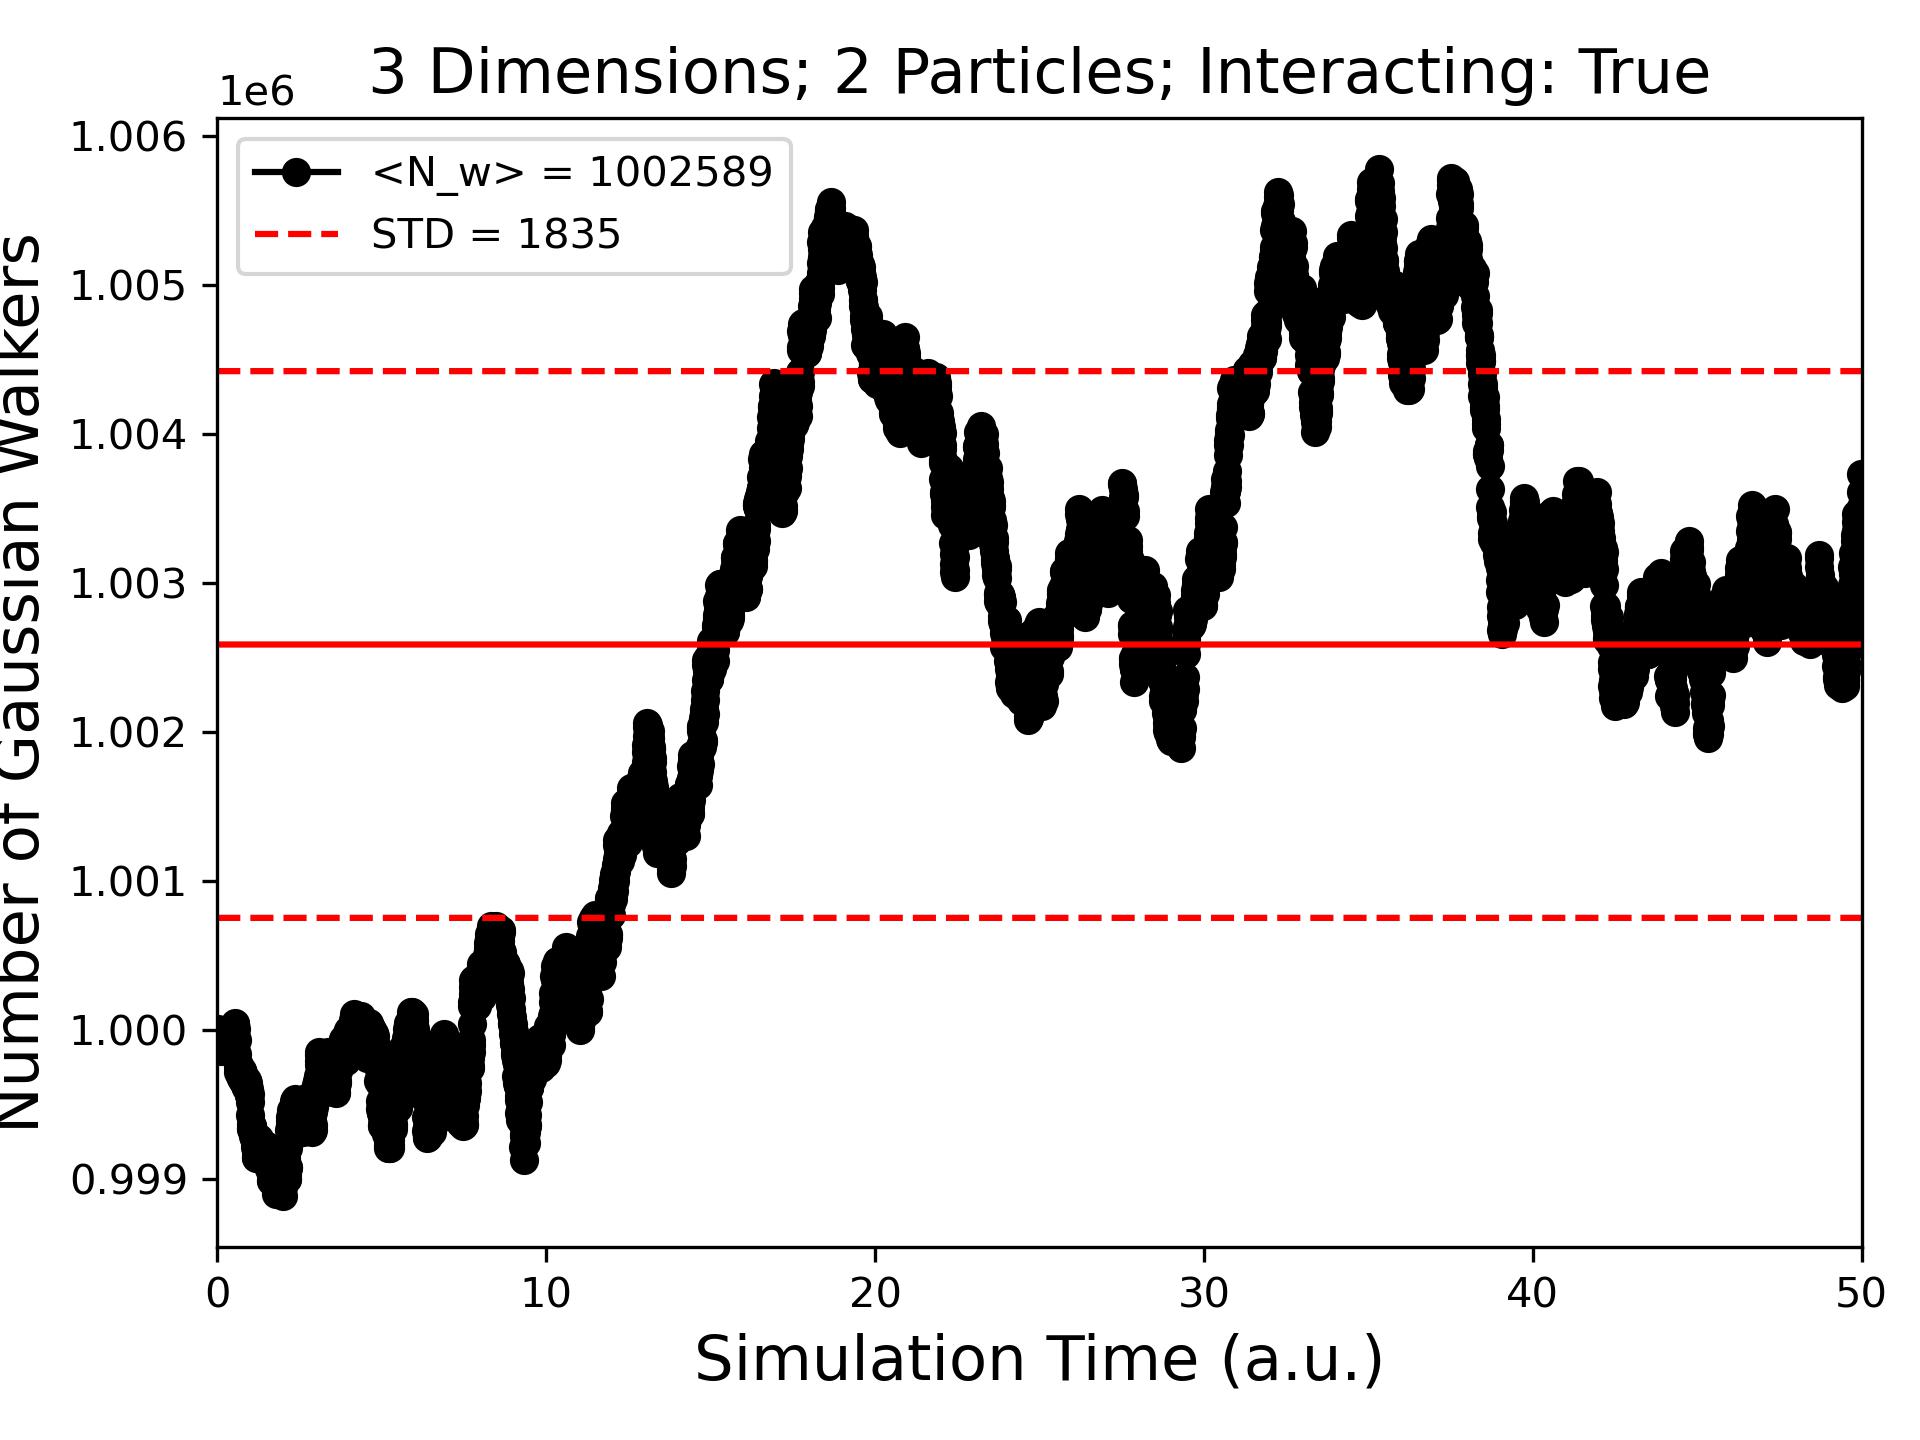 3 Dimensions; 2 Particles; Interacting: True
1e6
<N_w> = 1002589
STD = 1835
1.006
1.005
1.004
1.003
1.002
1.001
1.000
0.999
Number of Gaussian Walkers
0 10 20 30 40 50
Simulation Time (a.u.)